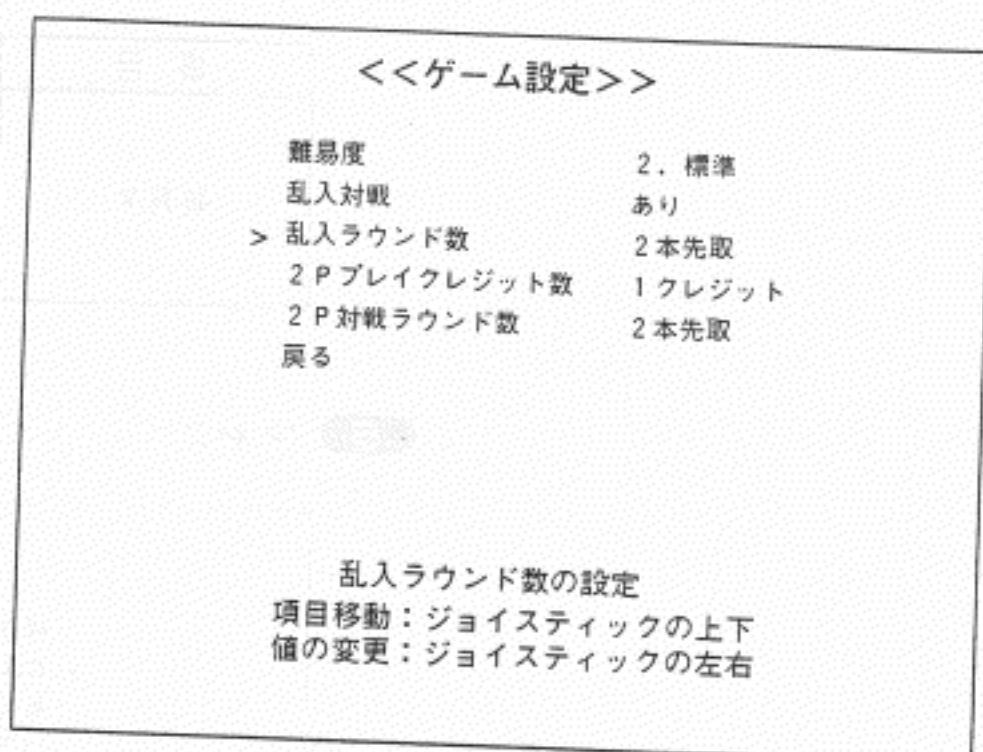 <<ゲーム設定>>
難易度 2. 標準
乱入対戦 あり
> 乱入ラウンド数 2本先取
2Pプレイクレジット数 1クレジット
2P対戦ラウンド数 2本先取
戻る
乱入ラウンド数の設定
項目移動：ジョイスティックの上下
値の変更：ジョイスティックの左右